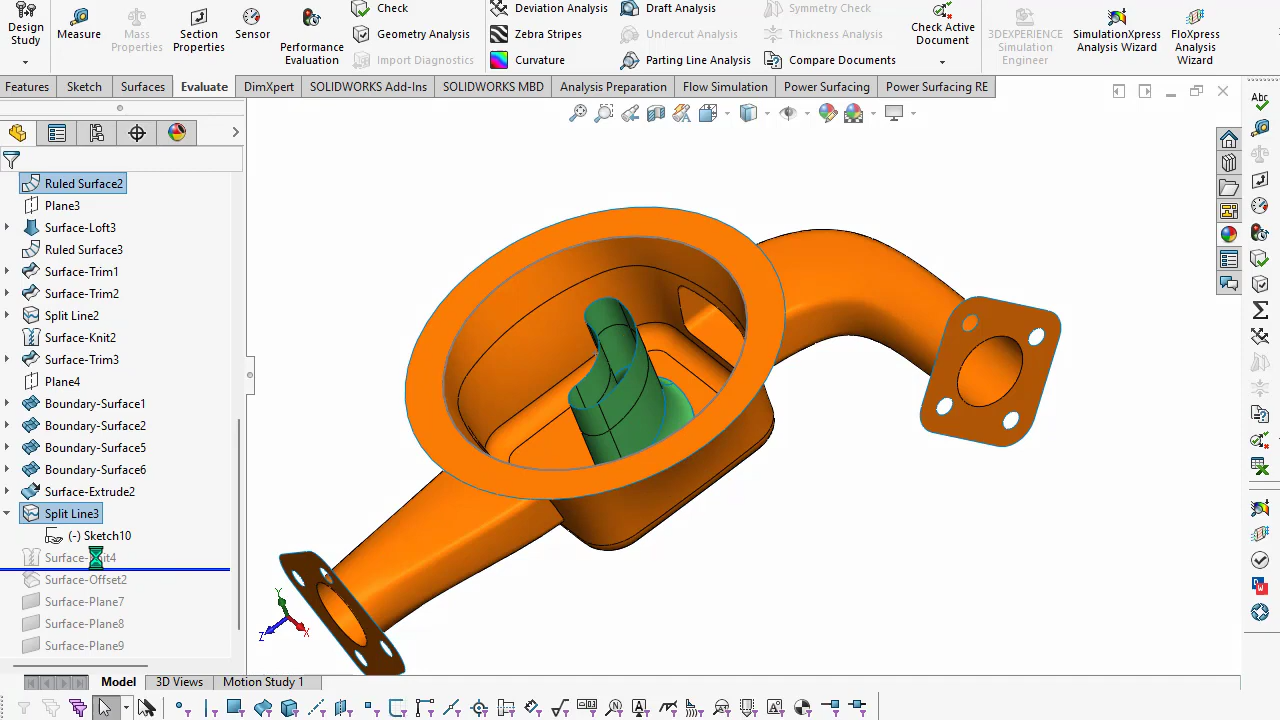 Design Study
Measure
Mass Properties
Section Properties
Sensor
Performance Evaluation
Check
Geometry Analysis
Import Diagnostics
Deviation Analysis
Zebra Stripes
Curvature
Draft Analysis
Undercut Analysis
Parting Line Analysis
Symmetry Check
Thickness Analysis
Compare Documents
Check Active Document
3DEXPERIENCE Simulation Engineer
SimulationXpress Analysis Wizard
FloXpress Analysis Wizard
Features
Sketch
Surfaces
Evaluate
DimXpert
SOLIDWORKS Add-Ins
SOLIDWORKS MBD
Analysis Preparation
Flow Simulation
Power Surfacing
Power Surfacing RE
Abc
Ruled Surface2
Plane3
Surface-Loft3
Ruled Surface3
Surface-Trim1
Surface-Trim2
Split Line2
Surface-Knit2
Surface-Trim3
Plane4
Boundary-Surface1
Boundary-Surface2
Boundary-Surface5
Boundary-Surface6
Surface-Extrude2
Split Line3
(-) Sketch10
Surface-
Surface-Offset2
Surface-Plane7
Surface-Plane8
Surface-Plane9
Y
Z
X
Model
3D Views
Motion Study 1